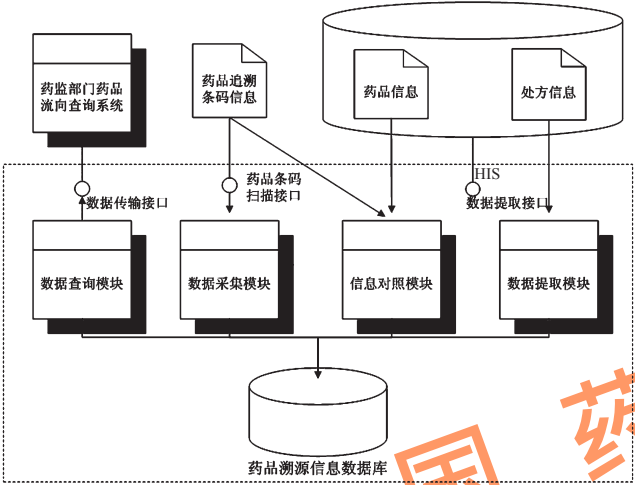 药监部门药品
流向查询系统
药品追溯
条码信息
药品信息
处方信息
数据传输接口
药品条码
扫描接口
HIS
数据提取接口
数据查询模块
数据采集模块
信息对照模块
数据提取模块
药品溯源信息数据库
国 药